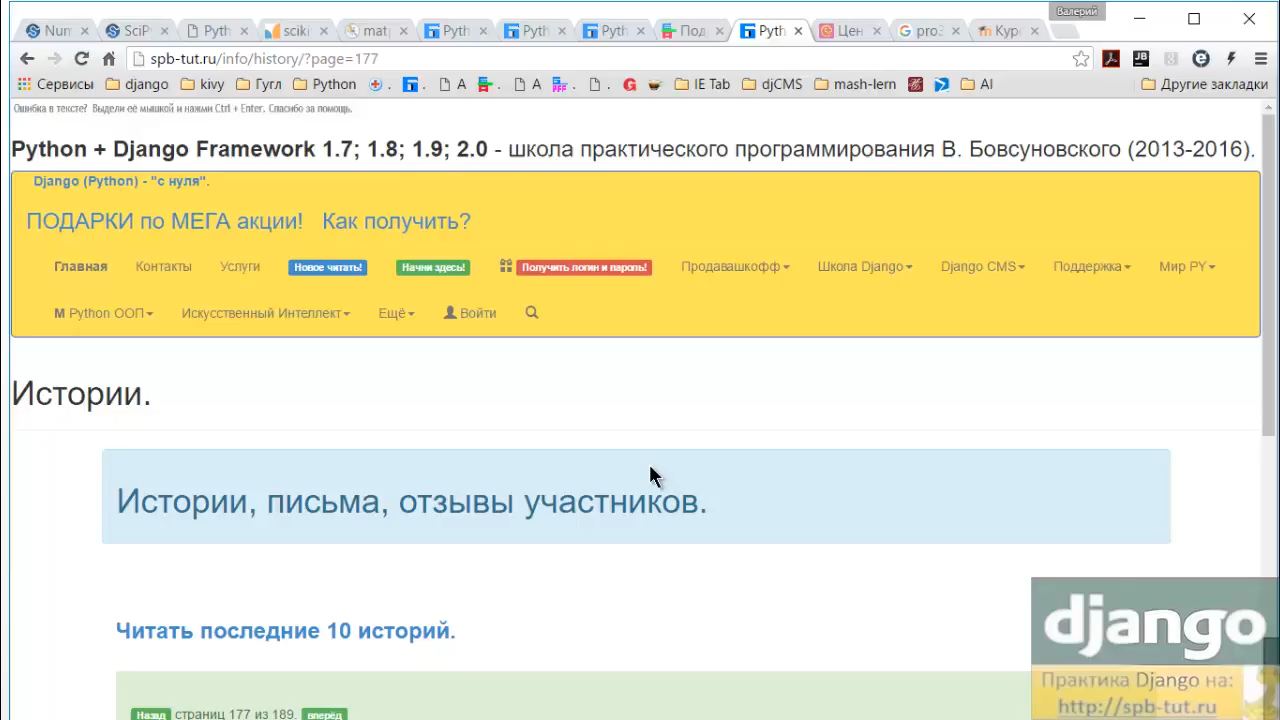 Валерий
Num SciP Pyth sciki matp Pyth Pyth Pyth Под Pyth Цен pro3 Кур
spb-tut.ru/info/history/?page=177
Сервисы django kivy Гугл Python A A IE Tab djCMS mash-lern AI Другие закладки
Ошибка в тексте? Выдели её мышкой и нажми Ctrl + Enter. Спасибо за помощь.
Python + Django Framework 1.7; 1.8; 1.9; 2.0 - школа практического программирования В. Бовсуновского (2013-2016).
Django (Python) - "с нуля".
ПОДАРКИ по МЕГА акции! Как получить?
Главная Контакты Услуги Новое читать! Начни здесь! Получить логин и пароль! Продавашкофф Школа Django Django CMS Поддержка Мир PY
М Python ООП Искусственный Интеллект Ещё Войти
Истории.
Истории, письма, отзывы участников.
Читать последние 10 историй.
Назад страниц 177 из 189. вперёд
django
Практика Django на:
http://spb-tut.ru